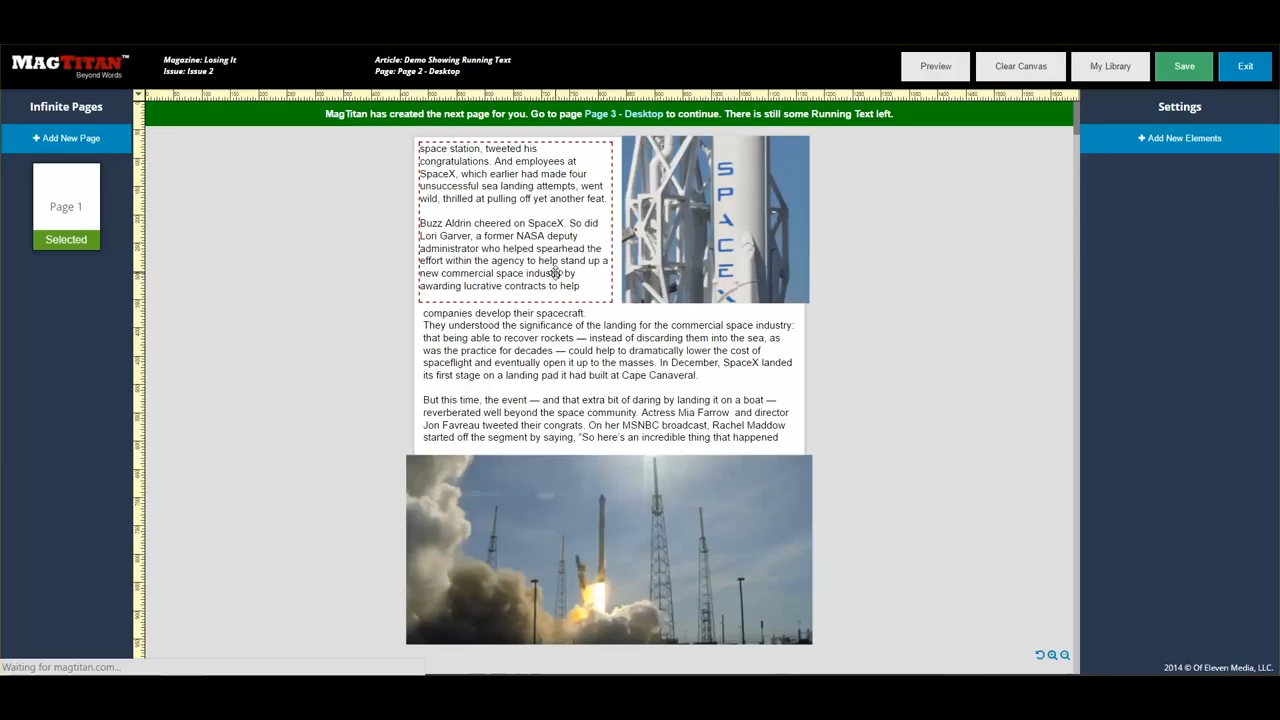 MAGTITAN™
Beyond Words
Magazine: Losing It
Issue: Issue 2
Article: Demo Showing Running Text
Page: Page 2 - Desktop
Preview
Clear Canvas
My Library
Save
Exit
Infinite Pages
+ Add New Page
Page 1
Selected
MagTitan has created the next page for you. Go to page Page 3 - Desktop to continue. There is still some Running Text left.
space station, tweeted his
congratulations. And employees at
SpaceX, which earlier had made four
unsuccessful sea landing attempts, went
wild, thrilled at pulling off yet another feat.
Buzz Aldrin cheered on SpaceX. So did
Lori Garver, a former NASA deputy
administrator who helped spearhead the
effort within the agency to help stand up a
new commercial space industry by
awarding lucrative contracts to help
SPACEX
companies develop their spacecraft.
They understood the significance of the landing for the commercial space industry:
that being able to recover rockets — instead of discarding them into the sea, as
was the practice for decades — could help to dramatically lower the cost of
spaceflight and eventually open it up to the masses. In December, SpaceX landed
its first stage on a landing pad it had built at Cape Canaveral.
But this time, the event — and that extra bit of daring by landing it on a boat —
reverberated well beyond the space community. Actress Mia Farrow and director
Jon Favreau tweeted their congrats. On her MSNBC broadcast, Rachel Maddow
started off the segment by saying, "So here's an incredible thing that happened
Settings
+ Add New Elements
Waiting for magtitan.com...
2014 © Of Eleven Media, LLC.